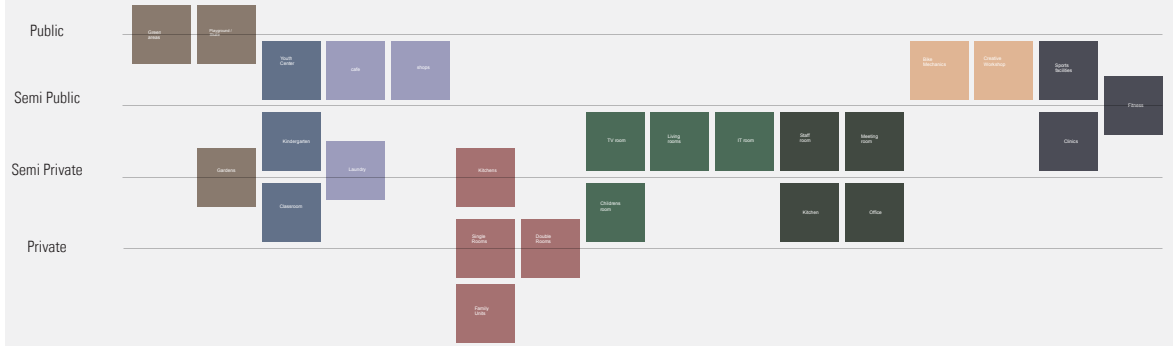 Public
Green
areas
Playground /
Youth
Center
cafe
shops
Bike
Mechanics
Creative
Workshop
Sports
facilities
Semi Public
Fitness
Kindergarten
TV room
Living
rooms
IT room
Staff
room
Meeting
room
Clinics
Semi Private
Gardens
Laundry
Kitchens
Classroom
Childrens
room
Kitchen
Office
Private
Single
Rooms
Double
Rooms
Family
Units